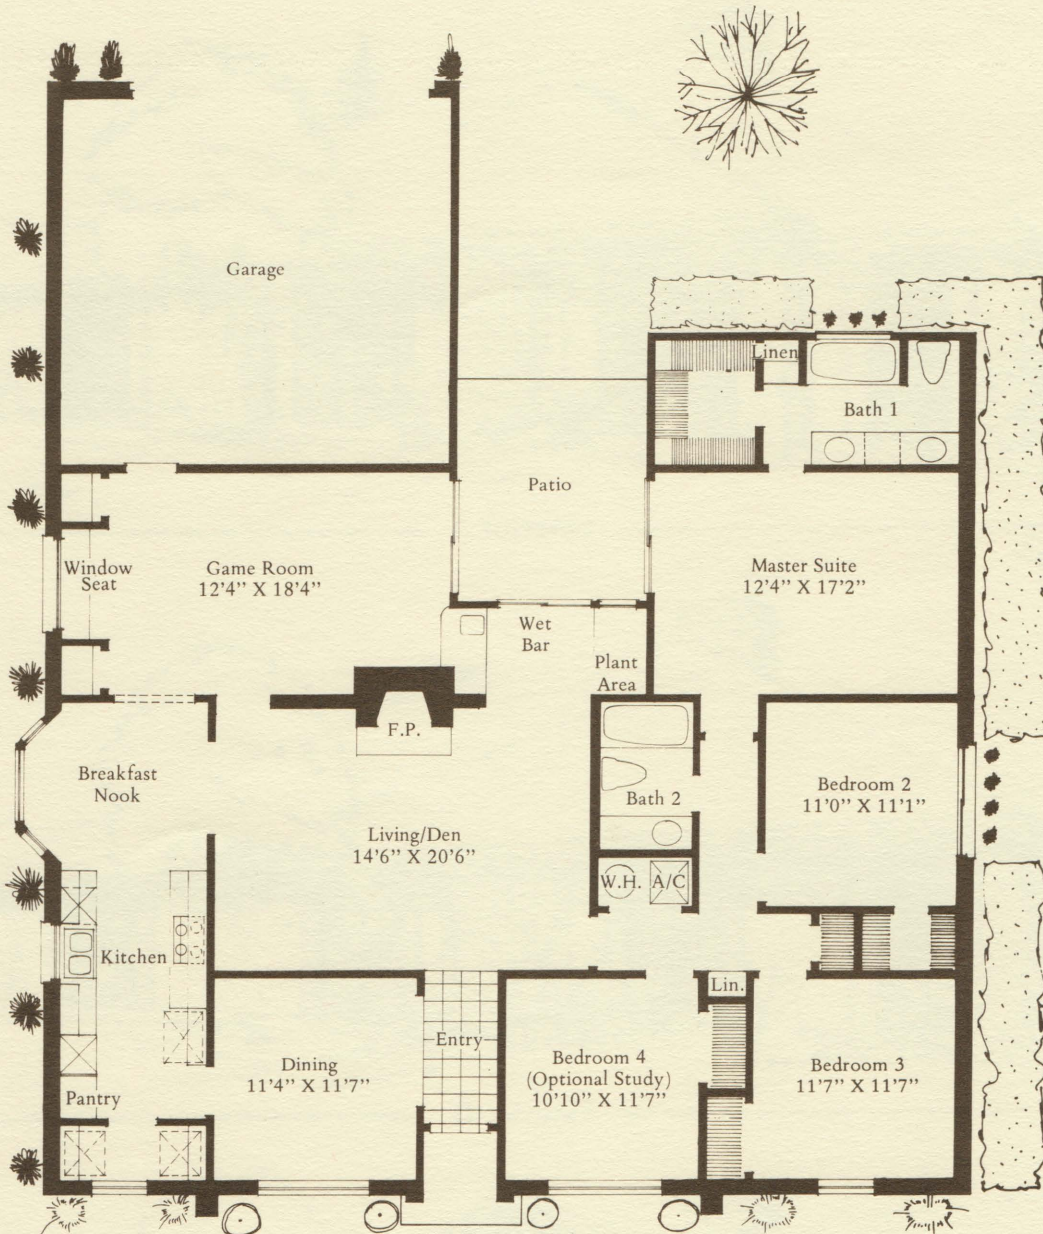 Garage
Linen
Bath 1
Patio
Window
Seat
Game Room
12'4" X 18'4"
Master Suite
12'4" X 17'2"
Wet
Bar
Plant
Area
F.P.
Breakfast
Nook
Bedroom 2
11'0" X 11'1"
Bath 2
Living/Den
14'6" X 20'6"
W.H.
A/C
Kitchen
Lin.
Entry
Dining
11'4" X 11'7"
Bedroom 4
(Optional Study)
10'10" X 11'7"
Bedroom 3
11'7" X 11'7"
Pantry